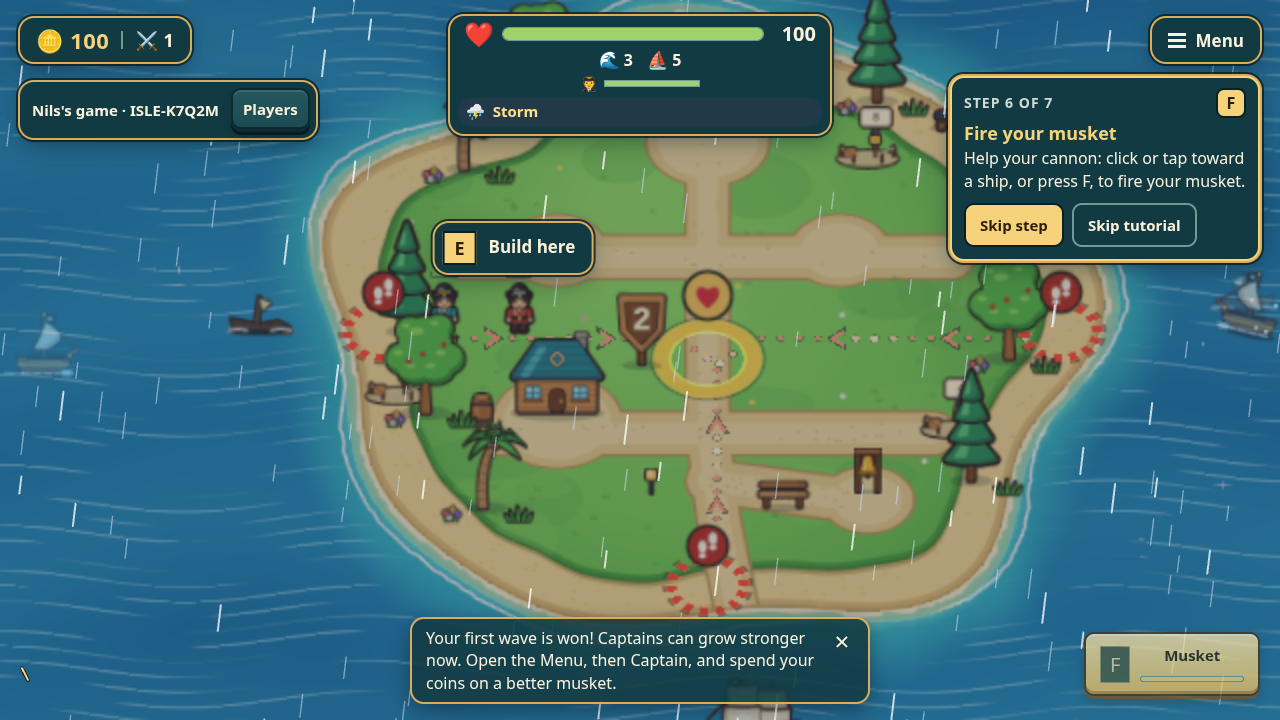 100 1
Nils's game · ISLE-K7Q2M Players
100
3 5
Storm
Menu
STEP 6 OF 7 F
Fire your musket
Help your cannon: click or tap toward
a ship, or press F, to fire your musket.
Skip step Skip tutorial
E Build here
2
Your first wave is won! Captains can grow stronger
now. Open the Menu, then Captain, and spend your
coins on a better musket.
F Musket